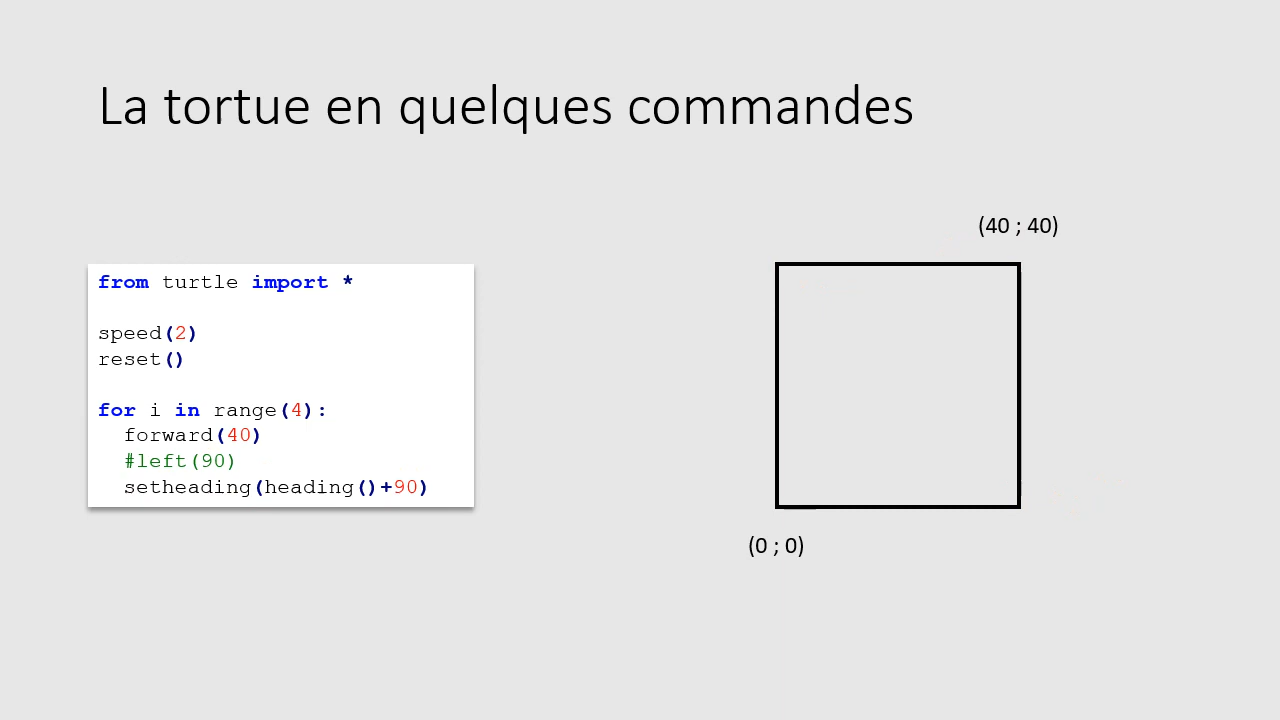 La tortue en quelques commandes
from turtle import *
speed(2)
reset()
for i in range(4):
forward(40)
#left(90)
setheading(heading()+90)
(40 ; 40)
(0 ; 0)